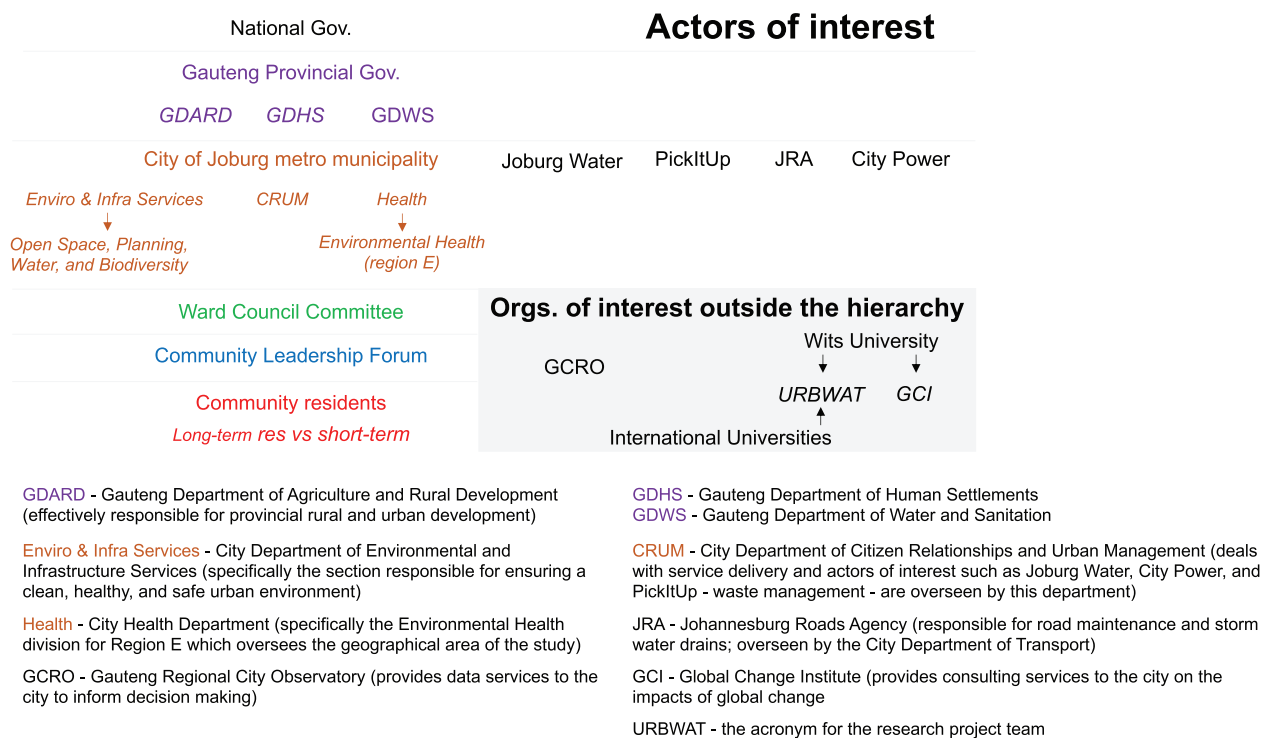 National Gov.
Actors of interest
Gauteng Provincial Gov.
GDARD GDHS GDWS
City of Joburg metro municipality
Joburg Water PickItUp JRA City Power
Enviro & Infra Services CRUM Health
Open Space, Planning,
Water, and Biodiversity
Environmental Health
(region E)
Ward Council Committee
Community Leadership Forum
Community residents
Long-term res vs short-term
Orgs. of interest outside the hierarchy
Wits University
GCRO
URBWAT GCI
International Universities
GDARD - Gauteng Department of Agriculture and Rural Development
(effectively responsible for provincial rural and urban development)
Enviro & Infra Services - City Department of Environmental and
Infrastructure Services (specifically the section responsible for ensuring a
clean, healthy, and safe urban environment)
Health - City Health Department (specifically the Environmental Health
division for Region E which oversees the geographical area of the study)
GCRO - Gauteng Regional City Observatory (provides data services to the
city to inform decision making)
GDHS - Gauteng Department of Human Settlements
GDWS - Gauteng Department of Water and Sanitation
CRUM - City Department of Citizen Relationships and Urban Management (deals
with service delivery and actors of interest such as Joburg Water, City Power, and
PickItUp - waste management - are overseen by this department)
JRA - Johannesburg Roads Agency (responsible for road maintenance and storm
water drains; overseen by the City Department of Transport)
GCI - Global Change Institute (provides consulting services to the city on the
impacts of global change
URBWAT - the acronym for the research project team